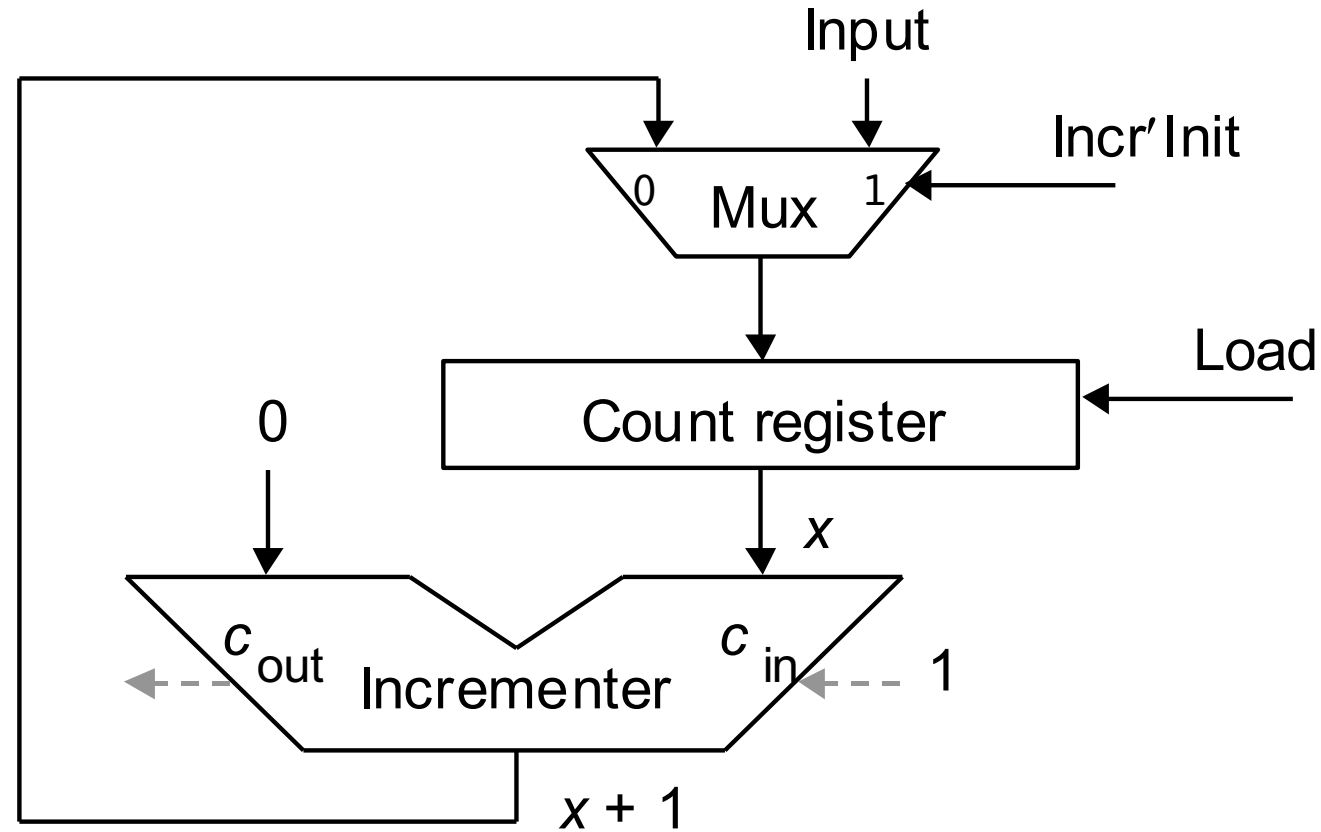 Input
Incr′Init
0 Mux 1
Load
0
Count register
x
c out
c in
1
Incrementer
x + 1